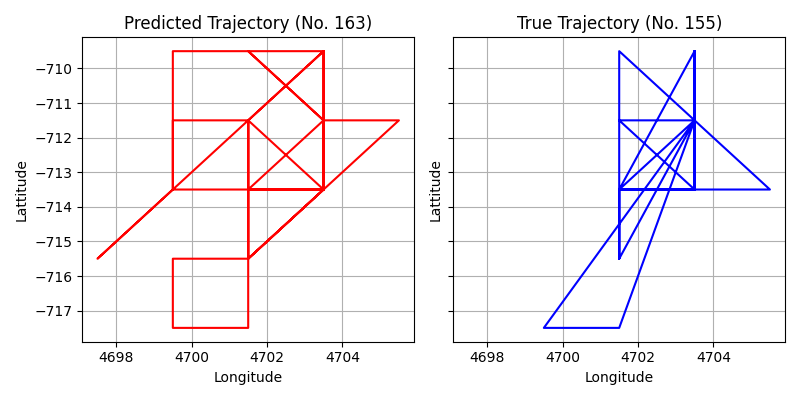 Predicted Trajectory (No. 163)
True Trajectory (No. 155)
−710
−711
−712
−713
−714
−715
−716
−717
Lattitude
Lattitude
4698 4700 4702 4704
4698 4700 4702 4704
Longitude
Longitude